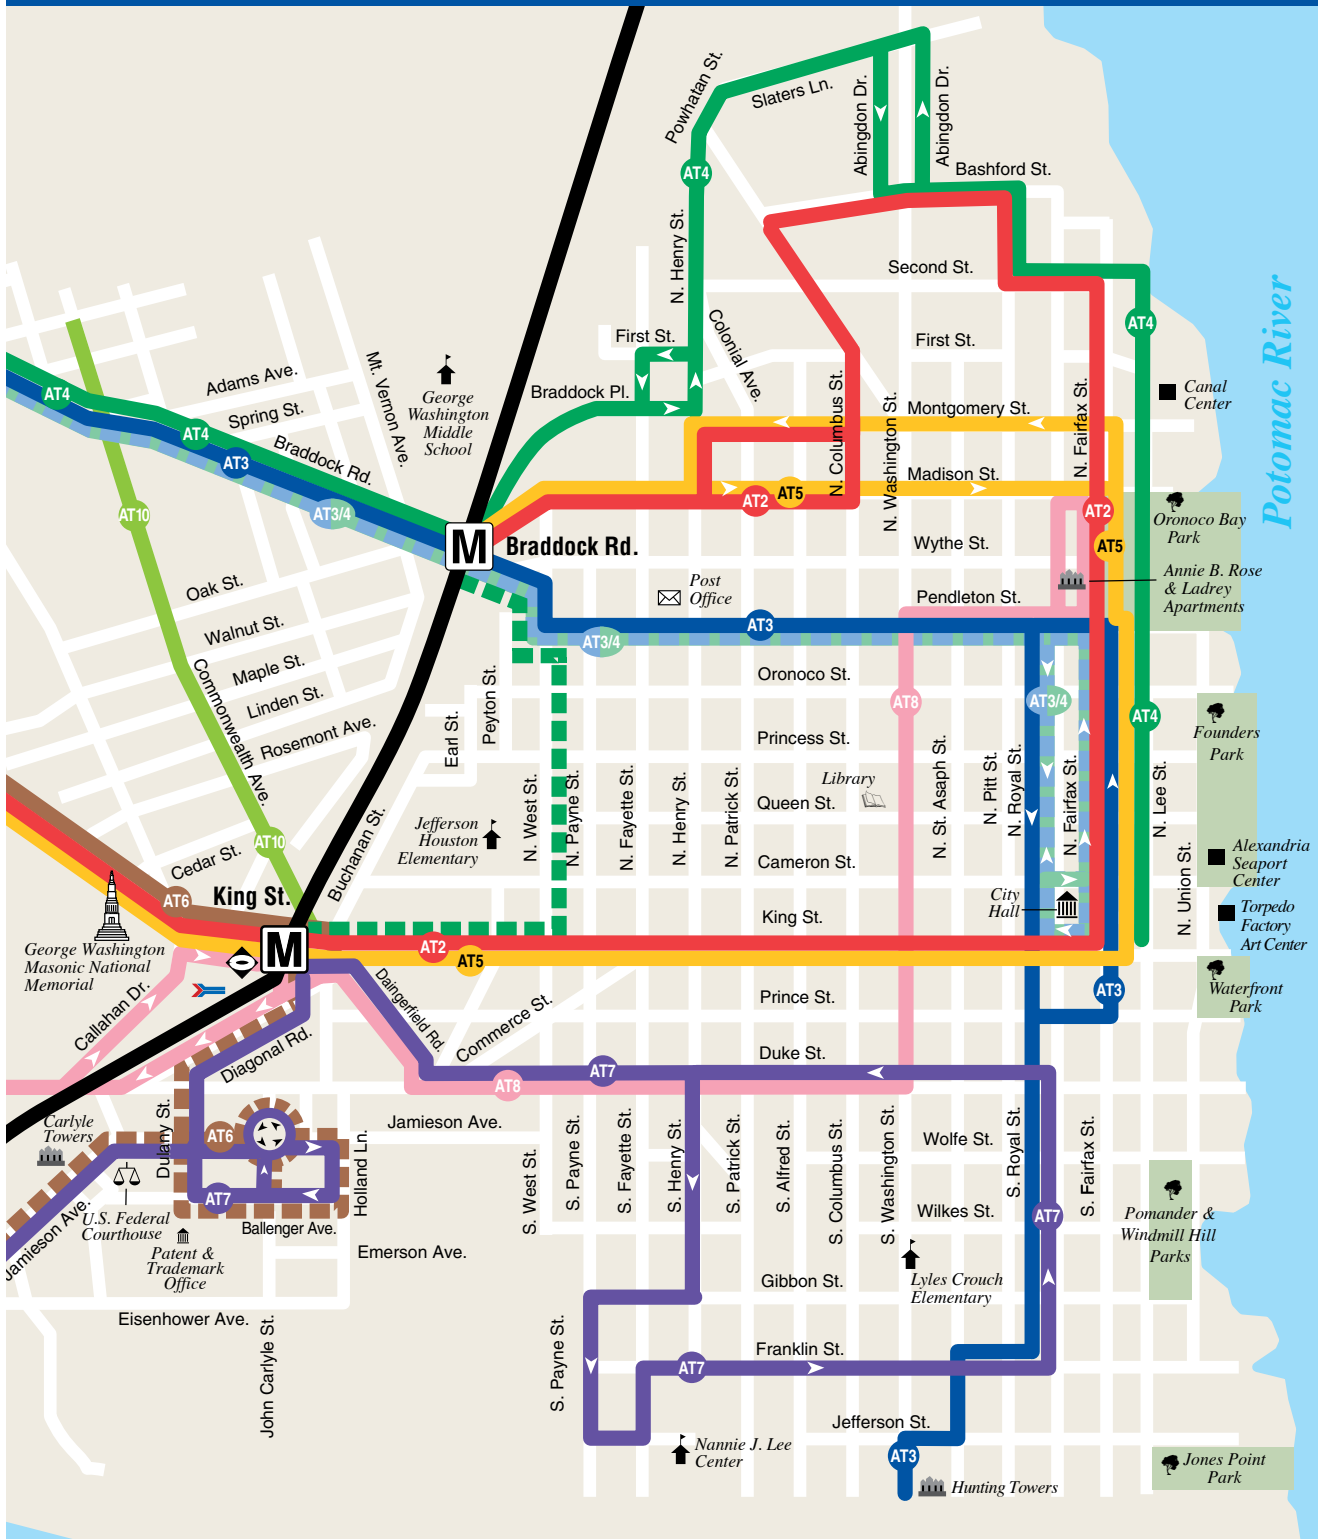 Powhatan St.
Slaters Ln.
Abingdon Dr.
Abingdon Dr.
Bashford St.
AT4
N. Henry St.
Second St.
Potomac River
First St.
Colonial Ave.
First St.
AT4
Mt. Vernon Ave.
Adams Ave.
George
Washington
Middle
School
Braddock Pl.
N. Columbus St.
N. Washington St.
N. Fairfax St.
Canal
Center
AT4
Spring St.
Montgomery St.
AT4
Braddock Rd.
AT3
Madison St.
AT10
AT3/4
AT2
AT5
AT2
Oronoco Bay
Park
M
Braddock Rd.
Wythe St.
AT5
Annie B. Rose
& Ladrey
Apartments
Oak St.
Post
Office
Pendleton St.
Walnut St.
AT3/4
AT3
Commonwealth Ave.
Maple St.
Linden St.
Rosemont Ave.
Earl St.
Peyton St.
Oronoco St.
AT8
AT3/4
AT4
Founders
Park
Princess St.
Library
Queen St.
N. West St.
N. Payne St.
N. Fayette St.
N. Henry St.
N. Patrick St.
N. St. Asaph St.
N. Pitt St.
N. Royal St.
N. Fairfax St.
N. Lee St.
N. Union St.
AT10
Buchanan St.
Jefferson
Houston
Elementary
Cedar St.
Cameron St.
Alexandria
Seaport
Center
AT6
King St.
City
Hall
King St.
Torpedo
Factory
Art Center
George Washington
Masonic National
Memorial
M
AT2
AT5
Callahan Dr.
Daingerfield Rd.
Commerce St.
Prince St.
AT3
Waterfront
Park
Diagonal Rd.
Duke St.
AT7
AT8
Carlyle
Towers
Dulany St.
AT6
Holland Ln.
Jamieson Ave.
AT7
Jamieson Ave.
U.S. Federal
Courthouse
Ballenger Ave.
Patent &
Trademark
Office
Emerson Ave.
Eisenhower Ave.
John Carlyle St.
S. West St.
S. Payne St.
S. Fayette St.
S. Henry St.
S. Patrick St.
S. Alfred St.
S. Columbus St.
S. Washington St.
Wolfe St.
S. Royal St.
S. Fairfax St.
Wilkes St.
AT7
Pomander &
Windmill Hill
Parks
Gibbon St.
Lyles Crouch
Elementary
S. Payne St.
AT7
Franklin St.
Jefferson St.
Nannie J. Lee
Center
AT3
Hunting Towers
Jones Point
Park